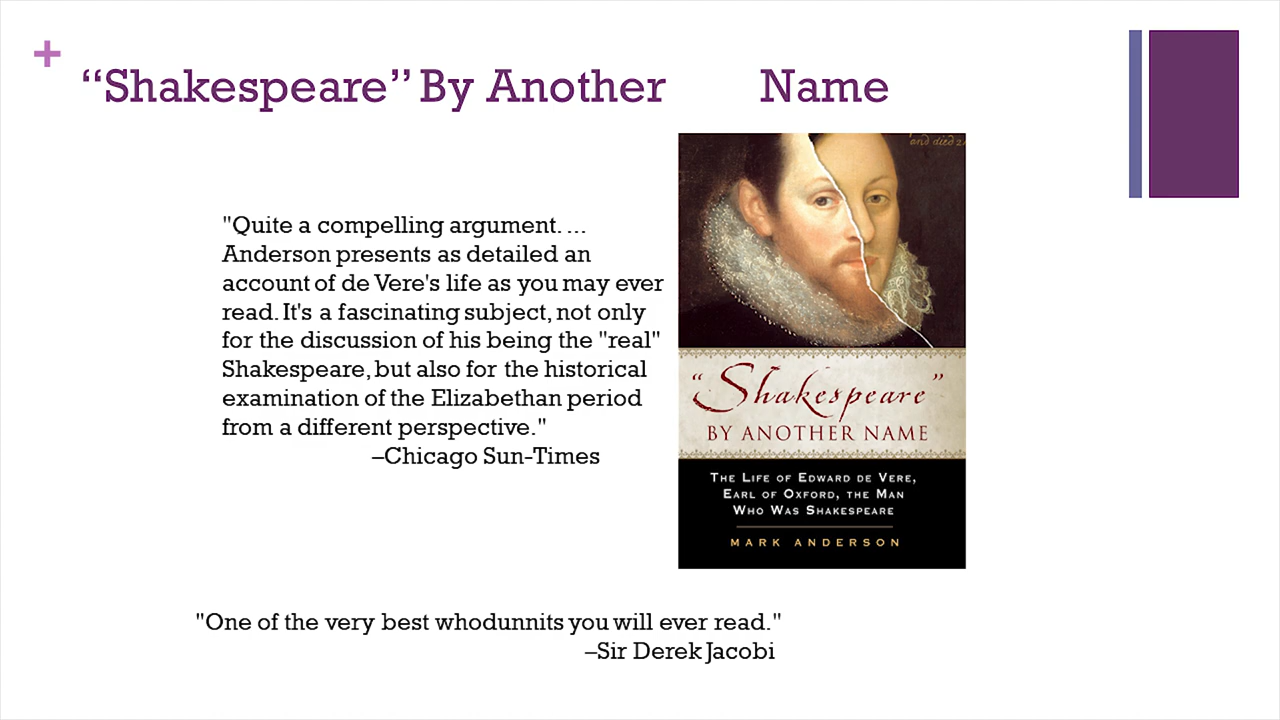 +
“Shakespeare” By Another Name
"Quite a compelling argument. ...
Anderson presents as detailed an
account of de Vere's life as you may ever
read. It's a fascinating subject, not only
for the discussion of his being the "real"
Shakespeare, but also for the historical
examination of the Elizabethan period
from a different perspective."
–Chicago Sun-Times
and died
“Shakespeare”
BY ANOTHER NAME
THE LIFE OF EDWARD DE VERE,
EARL OF OXFORD, THE MAN
WHO WAS SHAKESPEARE
MARK ANDERSON
"One of the very best whodunnits you will ever read."
–Sir Derek Jacobi